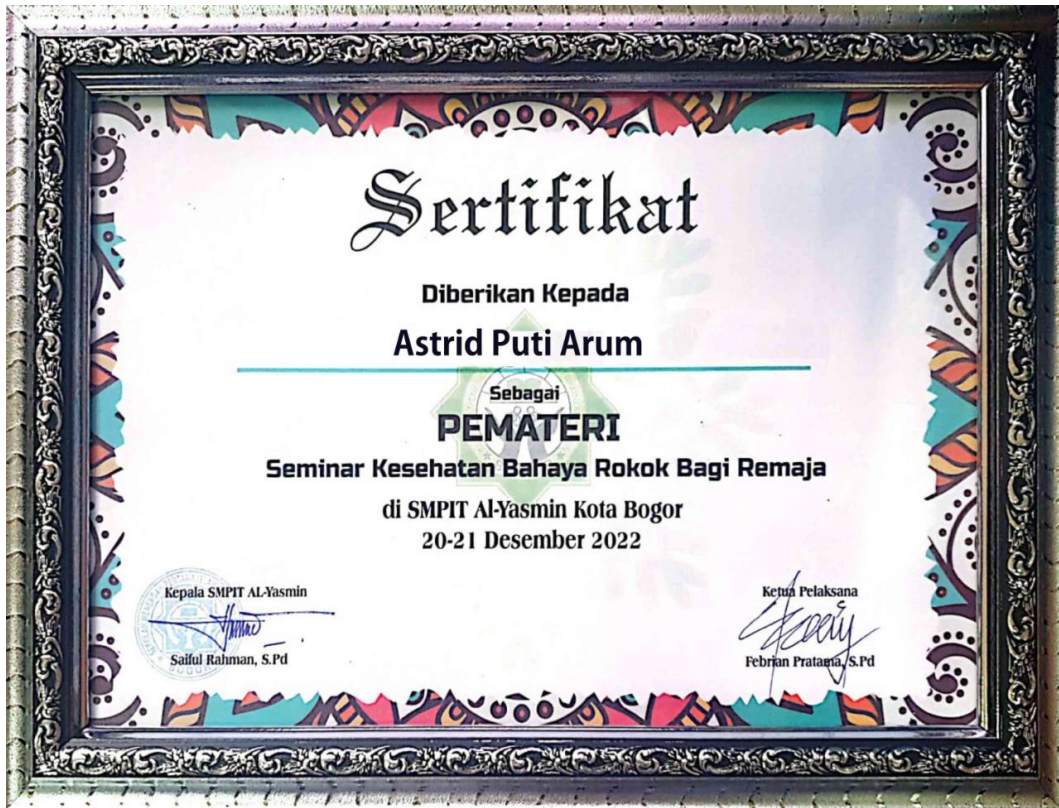 Sertifikat
Diberikan Kepada
Astrid Puti Arum
Sebagai
PEMATERI
Seminar Kesehatan Bahaya Rokok Bagi Remaja
di SMPIT Al-Yasmin Kota Bogor
20-21 Desember 2022
Kepala SMPIT AL-Yasmin
Saiful Rahman, S.Pd
Ketua Pelaksana
Febrian Pratama, S.Pd